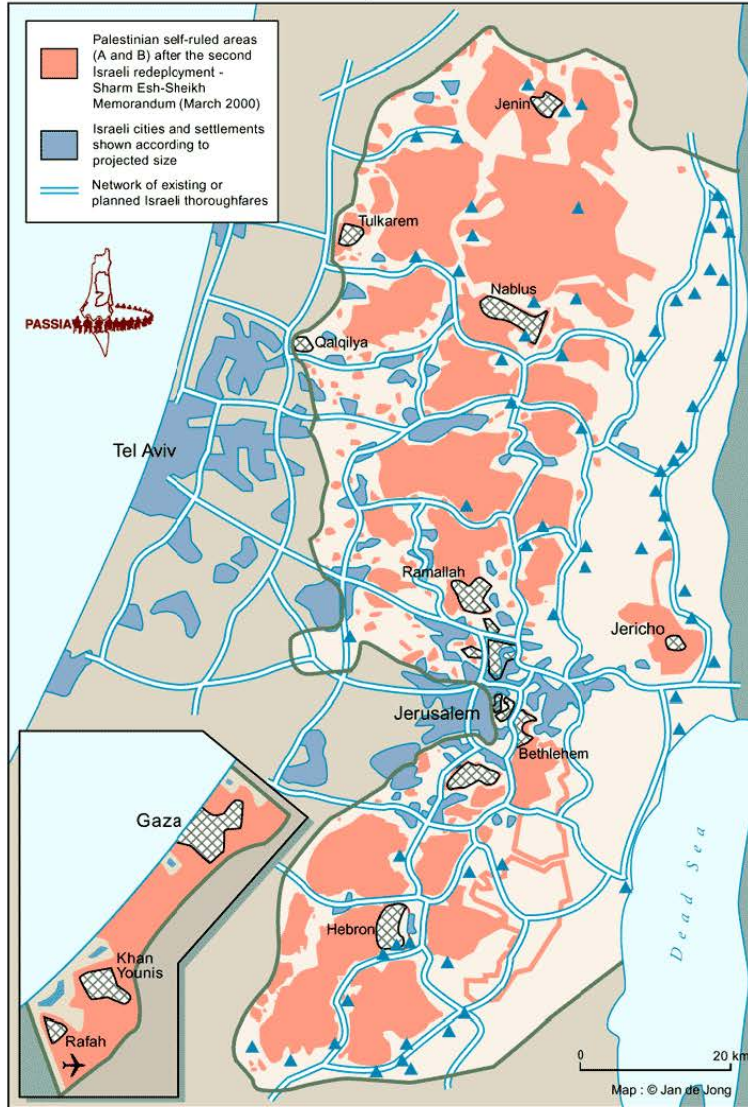 Palestinian self-ruled areas
(A and B) after the second
Israeli redeployment -
Sharm Esh-Sheikh
Memorandum (March 2000)
Israeli cities and settlements
shown according to
projected size
Network of existing or
planned Israeli thoroughfares
PASSIA
Jenin
Tulkarem
Nablus
Qalqilya
Tel Aviv
Ramallah
Jericho
Jerusalem
Bethlehem
Gaza
Hebron
Khan
Younis
Rafah
Dead Sea
0 20 km
Map : © Jan de Jong